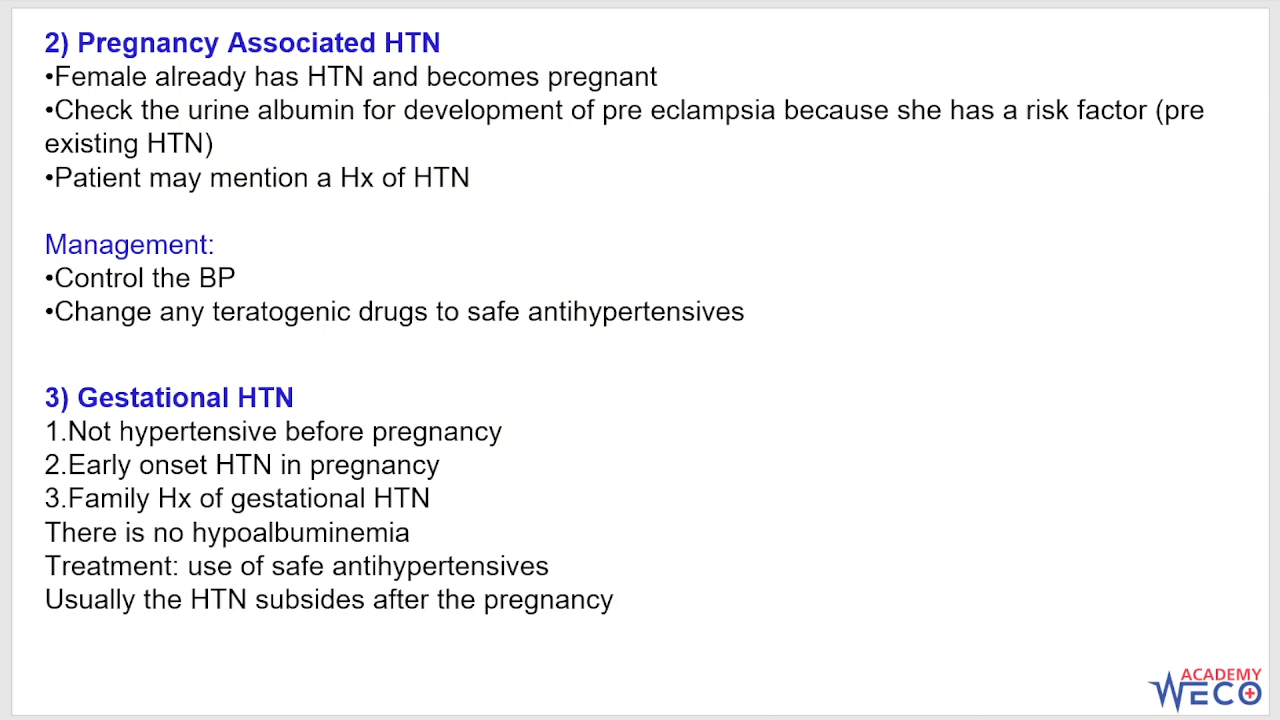 2) Pregnancy Associated HTN
•Female already has HTN and becomes pregnant
•Check the urine albumin for development of pre eclampsia because she has a risk factor (pre
existing HTN)
•Patient may mention a Hx of HTN
Management:
•Control the BP
•Change any teratogenic drugs to safe antihypertensives
3) Gestational HTN
1.Not hypertensive before pregnancy
2.Early onset HTN in pregnancy
3.Family Hx of gestational HTN
There is no hypoalbuminemia
Treatment: use of safe antihypertensives
Usually the HTN subsides after the pregnancy
ACADEMY
WECO